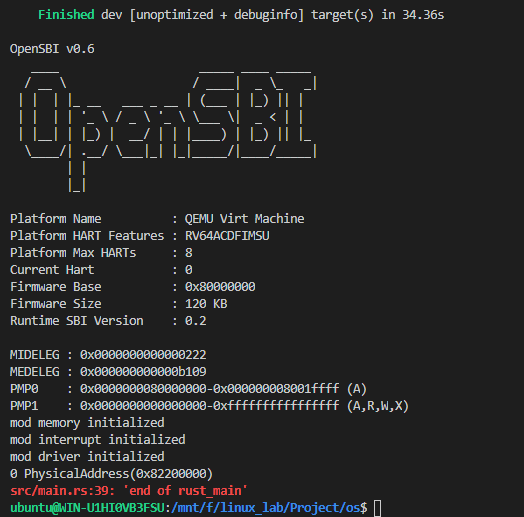 Finished dev [unoptimized + debuginfo] target(s) in 34.36s
OpenSBI v0.6
OpenSBI
Platform Name          : QEMU Virt Machine
Platform HART Features : RV64ACDFIMSU
Platform Max HARTs     : 8
Current Hart           : 0
Firmware Base          : 0x80000000
Firmware Size          : 120 KB
Runtime SBI Version    : 0.2
MIDELEG : 0x0000000000000222
MEDELEG : 0x000000000000b109
PMP0    : 0x0000000080000000-0x000000008001ffff (A)
PMP1    : 0x0000000000000000-0xffffffffffffffff (A,R,W,X)
mod memory initialized
mod interrupt initialized
mod driver initialized
0 PhysicalAddress(0x82200000)
src/main.rs:39: 'end of rust_main'
ubuntu@WIN-U1HI0VB3FSU:/mnt/f/linux_lab/Project/os$